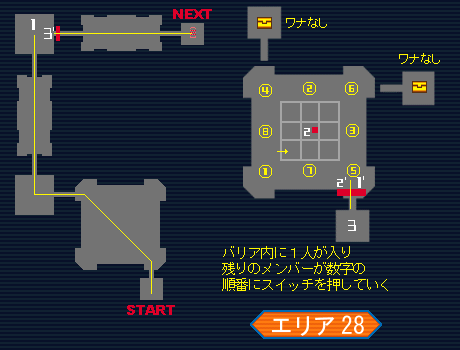 NEXT
1
3'
ワナなし
ワナなし
④ ② ⑥
⑧ 2 ③
→
① ⑦ ⑤
2' 1'
3
バリア内に1人が入り
残りのメンバーが数字の
順番にスイッチを押していく
START
エリア 28